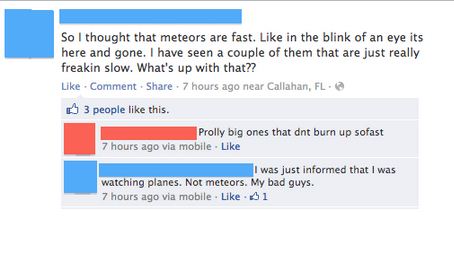 So I thought that meteors are fast. Like in the blink of an eye its
here and gone. I have seen a couple of them that are just really
freakin slow. What's up with that??
Like · Comment · Share · 7 hours ago near Callahan, FL ·
3 people like this.
Prolly big ones that dnt burn up sofast
7 hours ago via mobile · Like
I was just informed that I was
watching planes. Not meteors. My bad guys.
7 hours ago via mobile · Like · 1